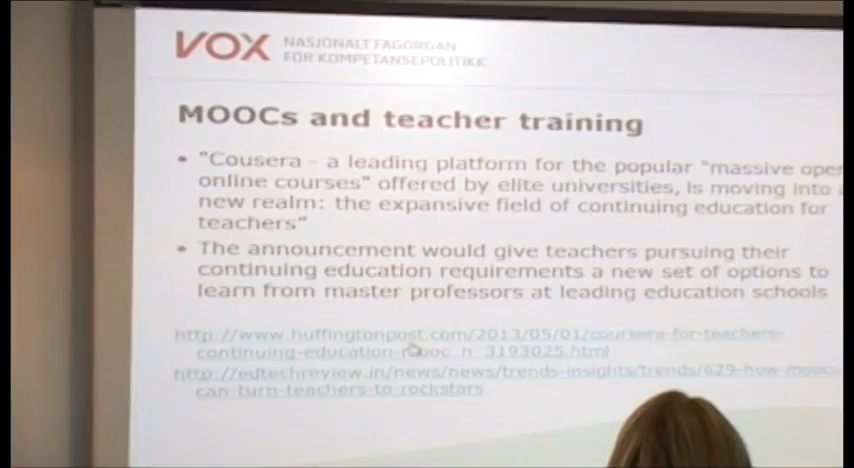 VOX NASJONALT FAGORGAN
FOR KOMPETANSEPOLITIKK
MOOCs and teacher training
• "Cousera - a leading platform for the popular "massive open
online courses" offered by elite universities, is moving into a
new realm: the expansive field of continuing education for
teachers"
• The announcement would give teachers pursuing their
continuing education requirements a new set of options to
learn from master professors at leading education schools
http://www.huffingtonpost.com/2013/05/01/coursera-for-teachers-
continuing-education-mooc_n_3193025.html
http://edtechreview.in/news/news/trends-insights/trends/629-how-moocs-
can-turn-teachers-to-rockstars